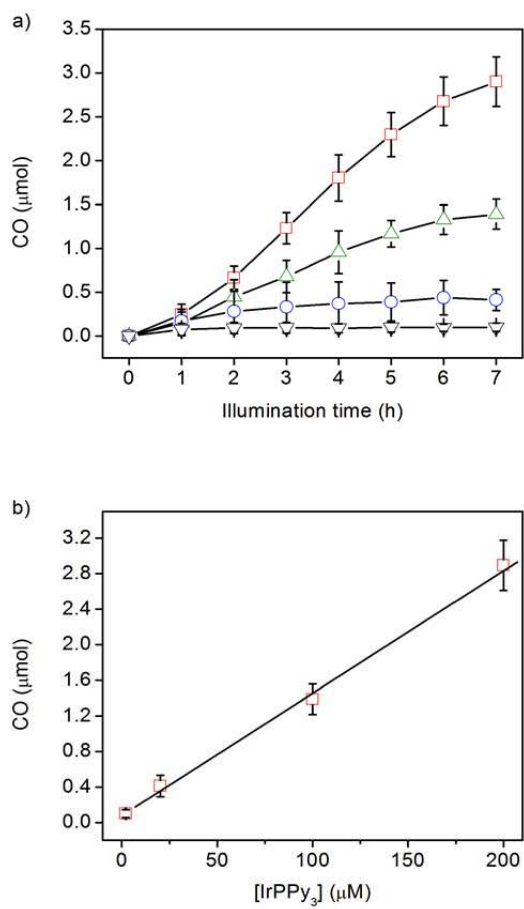 a)
CO (μmol)
3.5
3.0
2.5
2.0
1.5
1.0
0.5
0.0
0 1 2 3 4 5 6 7
Illumination time (h)
b)
CO (μmol)
3.2
2.8
2.4
2.0
1.6
1.2
0.8
0.4
0.0
0 50 100 150 200
[IrPPy₃] (μM)